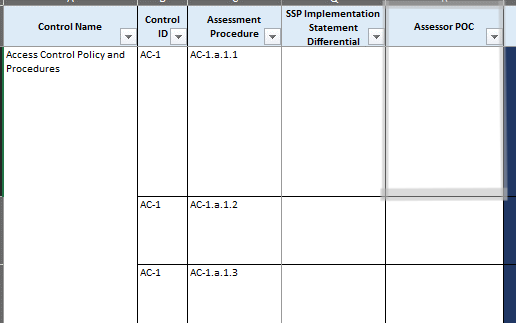 Control Name
Control
ID
Assessment
Procedure
SSP Implementation
Statement
Differential
Assessor POC
Access Control Policy and
Procedures
AC-1
AC-1.a.1.1
AC-1
AC-1.a.1.2
AC-1
AC-1.a.1.3